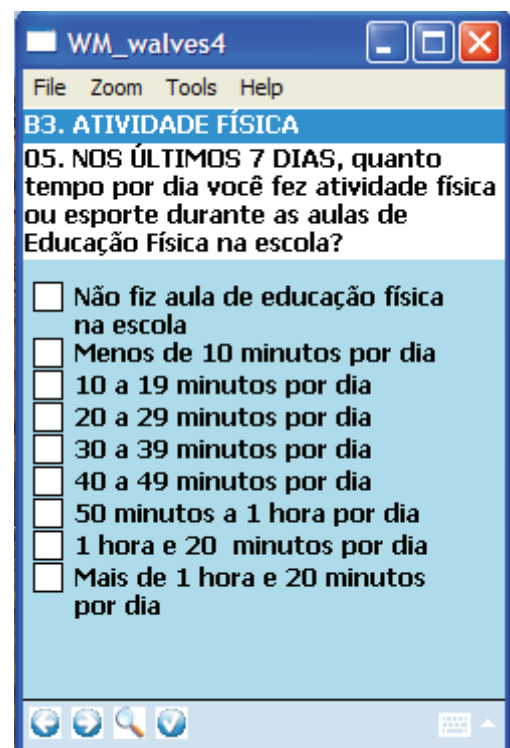 WM_walves4
File Zoom Tools Help
B3. ATIVIDADE FÍSICA
05. NOS ÚLTIMOS 7 DIAS, quanto
tempo por dia você fez atividade física
ou esporte durante as aulas de
Educação Física na escola?
Não fiz aula de educação física
na escola
Menos de 10 minutos por dia
10 a 19 minutos por dia
20 a 29 minutos por dia
30 a 39 minutos por dia
40 a 49 minutos por dia
50 minutos a 1 hora por dia
1 hora e 20 minutos por dia
Mais de 1 hora e 20 minutos
por dia